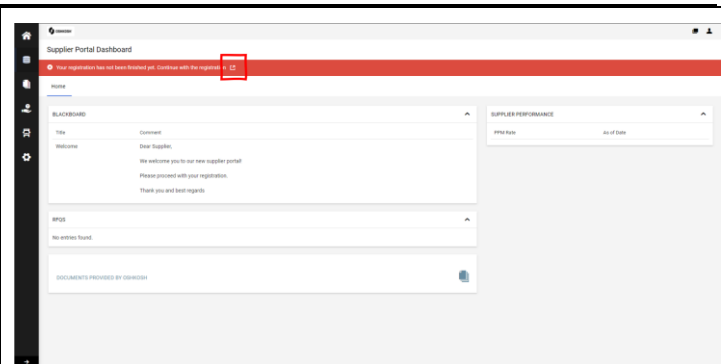 OSHKOSH
Supplier Portal Dashboard
Your registration has not been finished yet. Continue with the registration
Home
BLACKBOARD
Title Comment
Welcome Dear Supplier,
We welcome you to our new supplier portal!
Please proceed with your registration.
Thank you and best regards
SUPPLIER PERFORMANCE
PPM Rate As of Date
RFQS
No entries found.
DOCUMENTS PROVIDED BY OSHKOSH